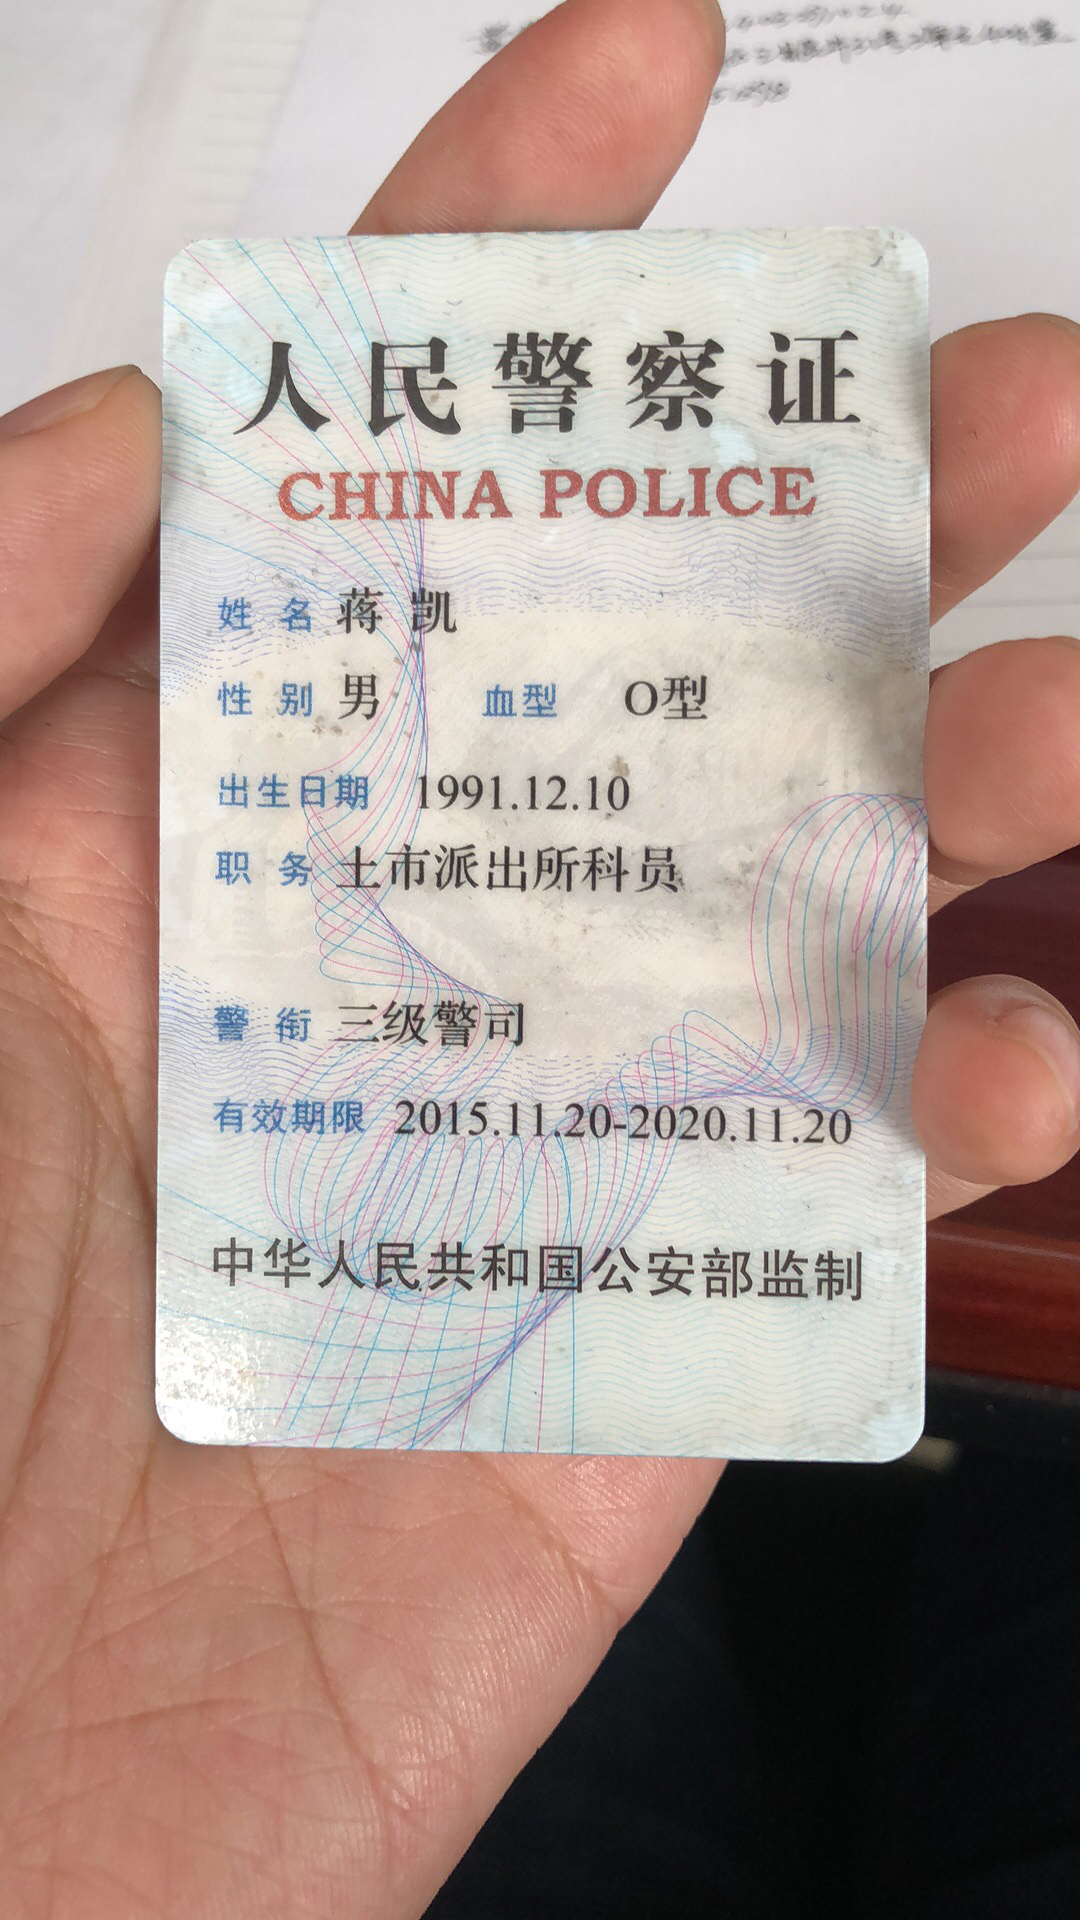 人民警察证
CHINA POLICE
姓 名 蒋 凯
性 别 男 血型 O型
出生日期 1991.12.10
职 务 土市派出所科员
警 衔 三级警司
有效期限 2015.11.20-2020.11.20
中华人民共和国公安部监制